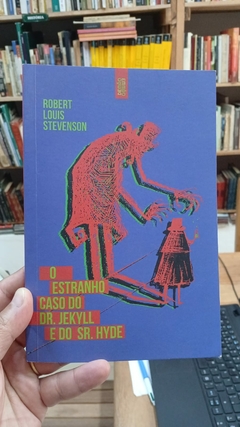 ROBERT
LOUIS
STEVENSON
O
ESTRANHO
CASO DO
DR. JEKYLL
E DO SR. HYDE